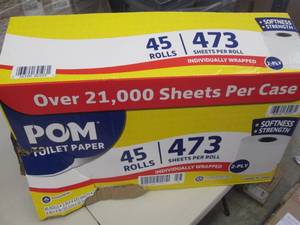 SOFTNESS
+ STRENGTH+
45 | 473
ROLLS SHEETS PER ROLL
INDIVIDUALLY WRAPPED
2-PLY
Over 21,000 Sheets Per Case
POM™
TOILET PAPER
45 | 473
ROLLS SHEETS PER ROLL
INDIVIDUALLY WRAPPED
SOFTNESS
+ STRENGTH+
2-PLY